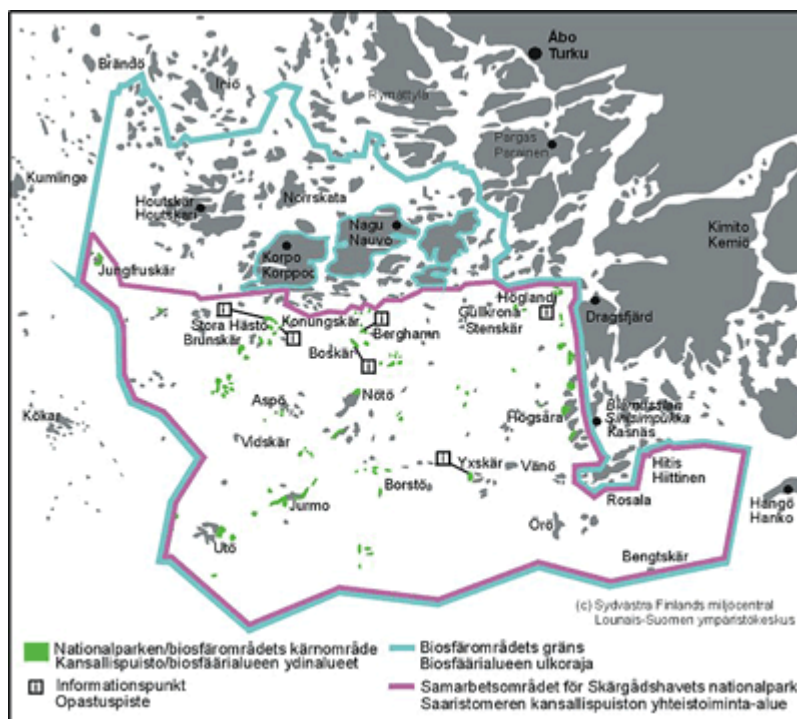 Åbo
Turku
Brändö
Iniö
Rymättylä
Pargas
Parainen
Kumlinge
Houtskär
Houtskari
Norrskata
Nagu
Nauvo
Kimito
Kemiö
Korpo
Korppoo
Jungfruskär
Höglandi
Stora Hästö
Konungskär
Gullkrona
Brunskär
Berghamn
Stenskär
Dragsfjärd
Boskär
Kökar
Aspö
Nötö
Högsåra
Kasnäs
Vidskär
Yxskär
Vänö
Hitis
Hiittinen
Borstö
Jurmo
Rosala
Hangö
Hanko
Utö
Örö
Bengtskär
(c) Sydvästra Finlands miljöcentral
Lounais-Suomen ympäristökeskus
Nationalparken/biosfärområdets kärnområde
Kansallispuisto/biosfäärialueen ydinalueet
Biosfärområdets gräns
Biosfäärialueen ulkoraja
i Informationspunkt
Opastuspiste
Samarbetsområdet för Skärgårdshavets nationalpark
Saaristomeren kansallispuiston yhteistoiminta-alue